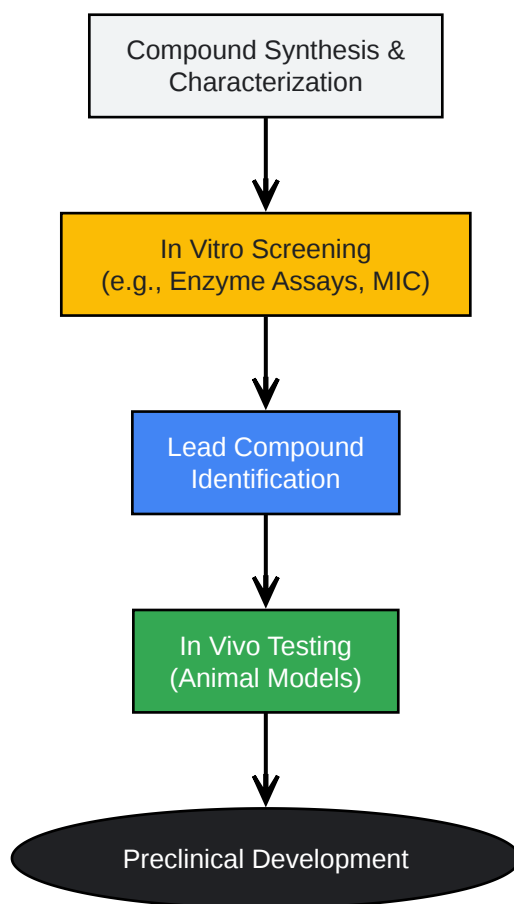 Compound Synthesis &
Characterization
In Vitro Screening
(e.g., Enzyme Assays, MIC)
Lead Compound
Identification
In Vivo Testing
(Animal Models)
Preclinical Development